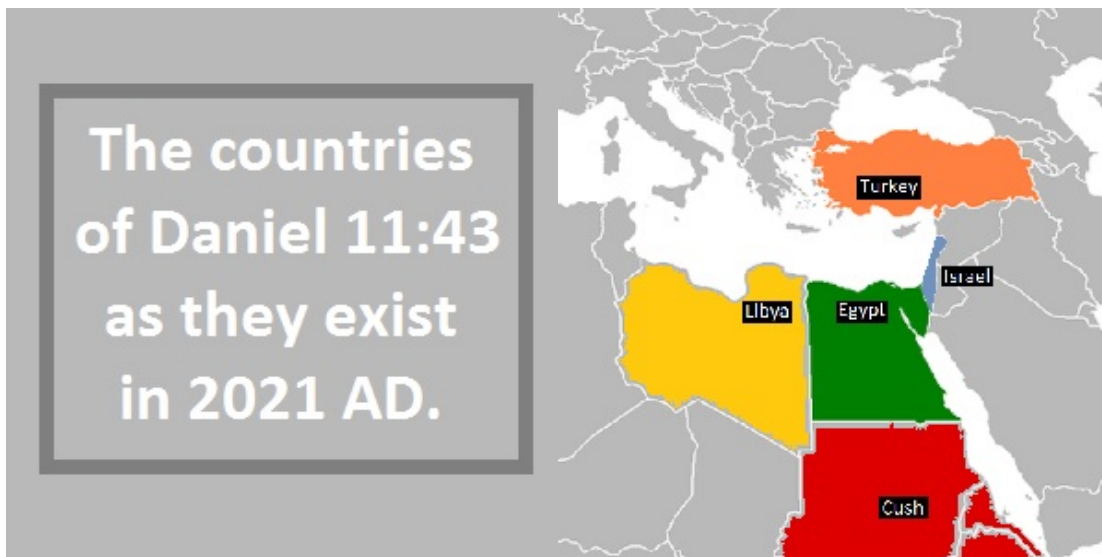 The countries
of Daniel 11:43
as they exist
in 2021 AD.
Turkey
Israel
Libya
Egypt
Cush